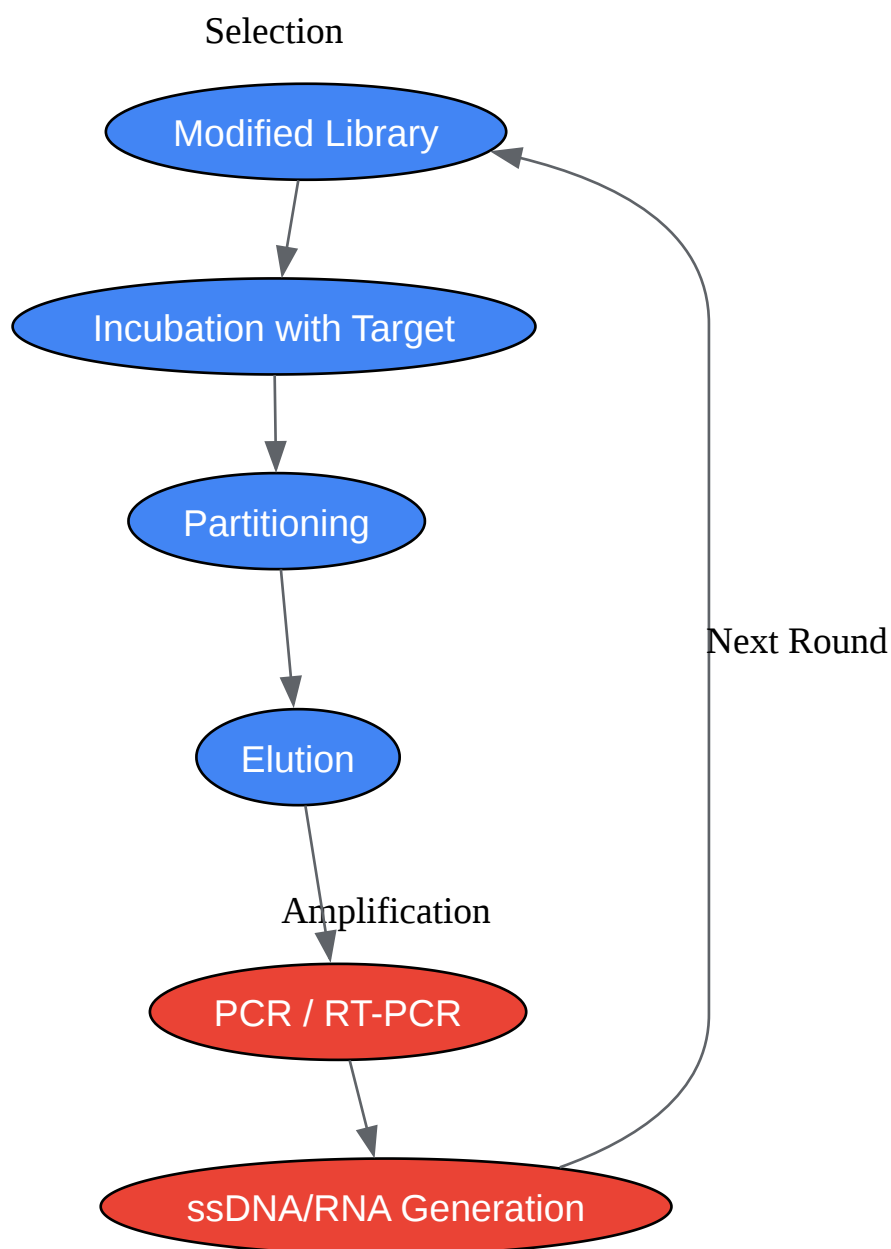 Selection
Modified Library
Incubation with Target
Partitioning
Next Round
Elution
Amplification
PCR / RT-PCR
ssDNA/RNA Generation